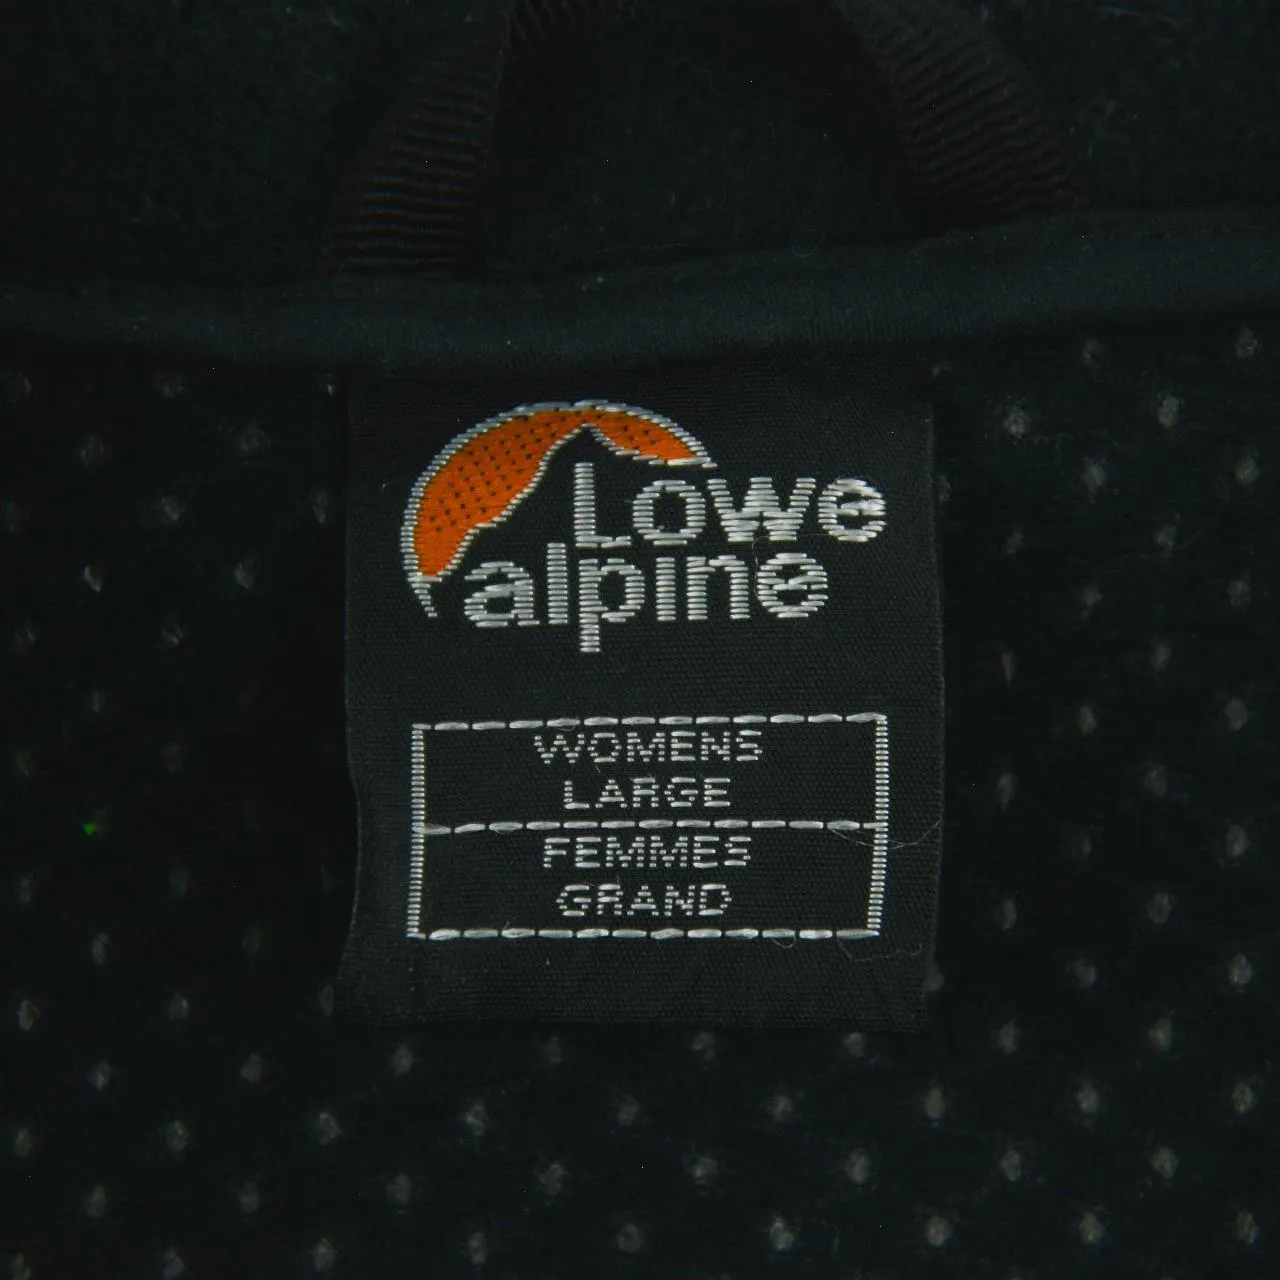 Lowe
alpine
WOMENS
LARGE
FEMMES
GRAND